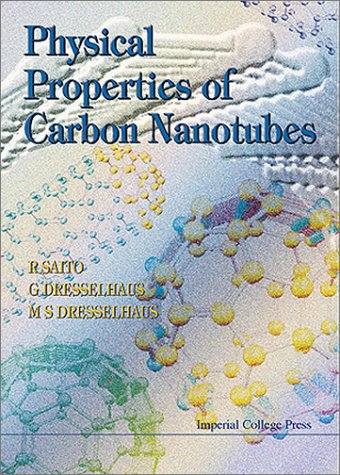 Physical
Properties of
Carbon Nanotubes
R SAITO
G DRESSELHAUS
M S DRESSELHAUS
Imperial College Press